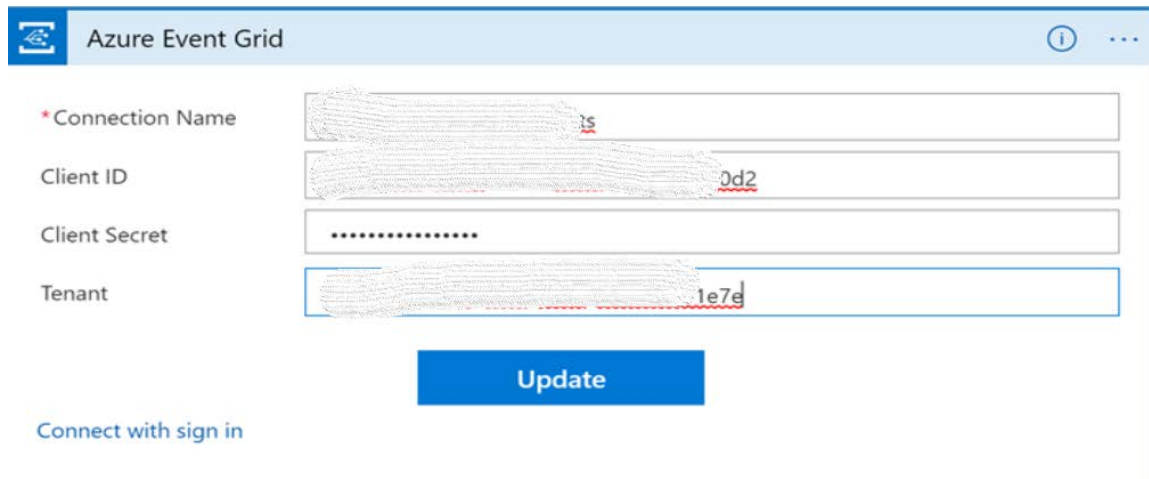 Azure Event Grid
*Connection Name
ts
Client ID
0d2
Client Secret ••••••••••••••••
Tenant
1e7e
Update
Connect with sign in